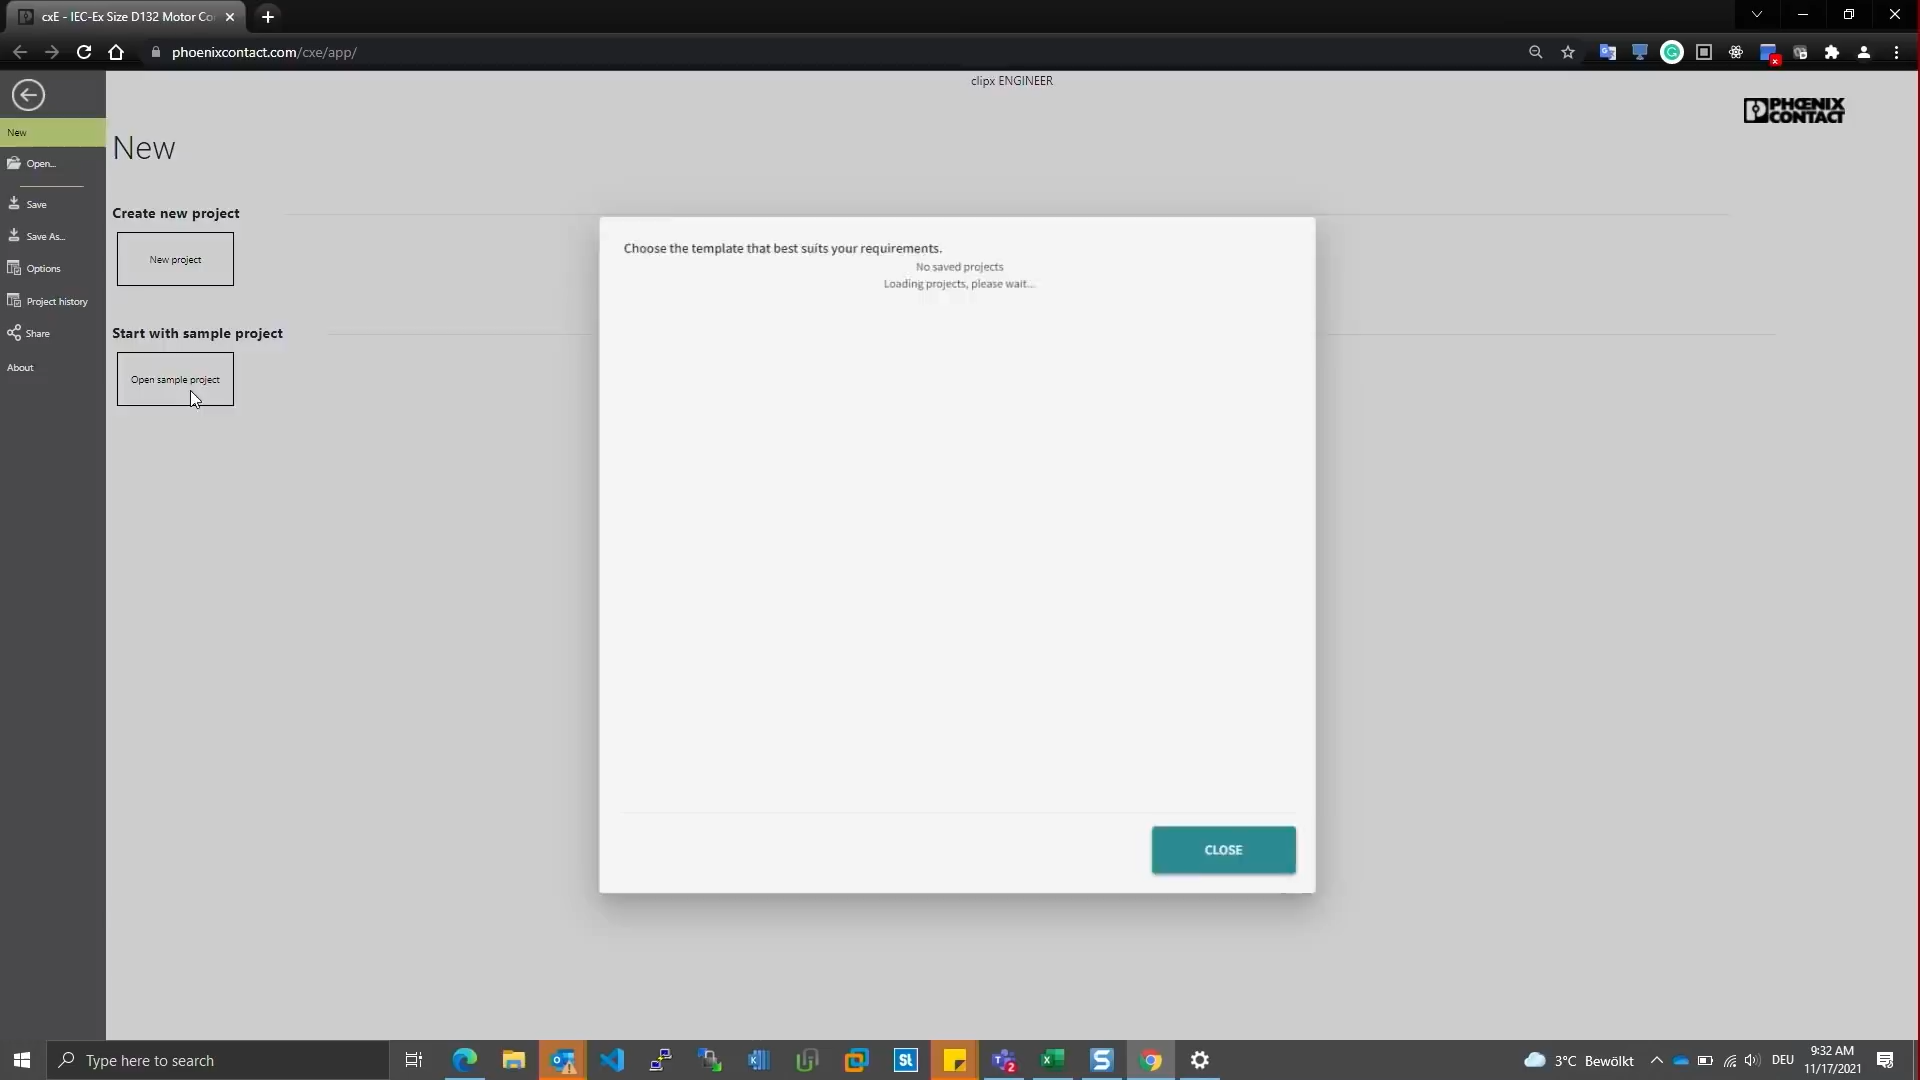 cxE - IEC-Ex Size D132 Motor Co
phoenixcontact.com/cxe/app/
clipx ENGINEER
PHŒNIX
CONTACT
New
Open...
Save
Save As...
Options
Project history
Share
About
New
Create new project
New project
Start with sample project
Open sample project
Choose the template that best suits your requirements.
No saved projects
Loading projects, please wait...
CLOSE
Type here to search
3°C Bewölkt
DEU
9:32 AM
11/17/2021